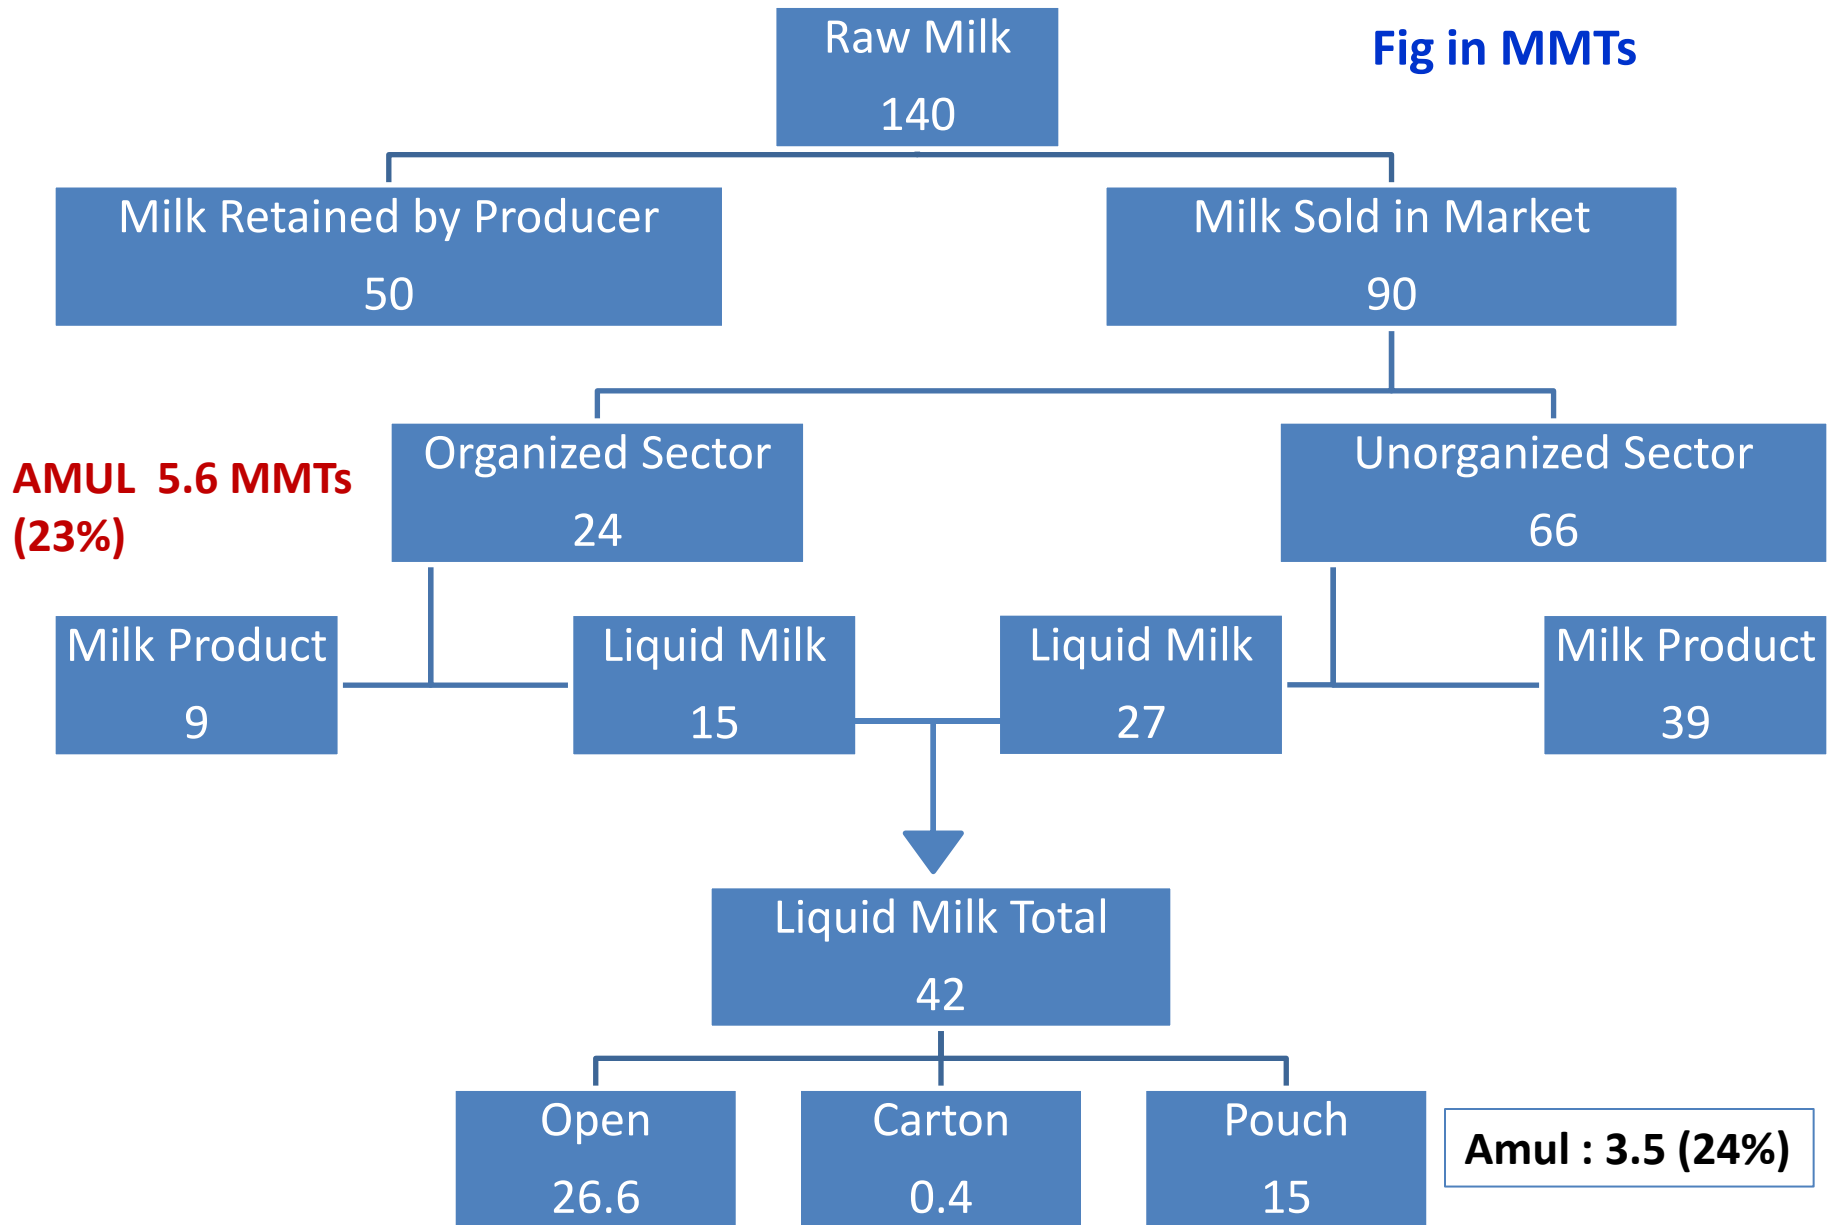 Raw Milk
140
Fig in MMTs
Milk Retained by Producer
50
Milk Sold in Market
90
AMUL  5.6 MMTs
(23%)
Organized Sector
24
Unorganized Sector
66
Milk Product
9
Liquid Milk
15
Liquid Milk
27
Milk Product
39
Liquid Milk Total
42
Open
26.6
Carton
0.4
Pouch
15
Amul : 3.5 (24%)